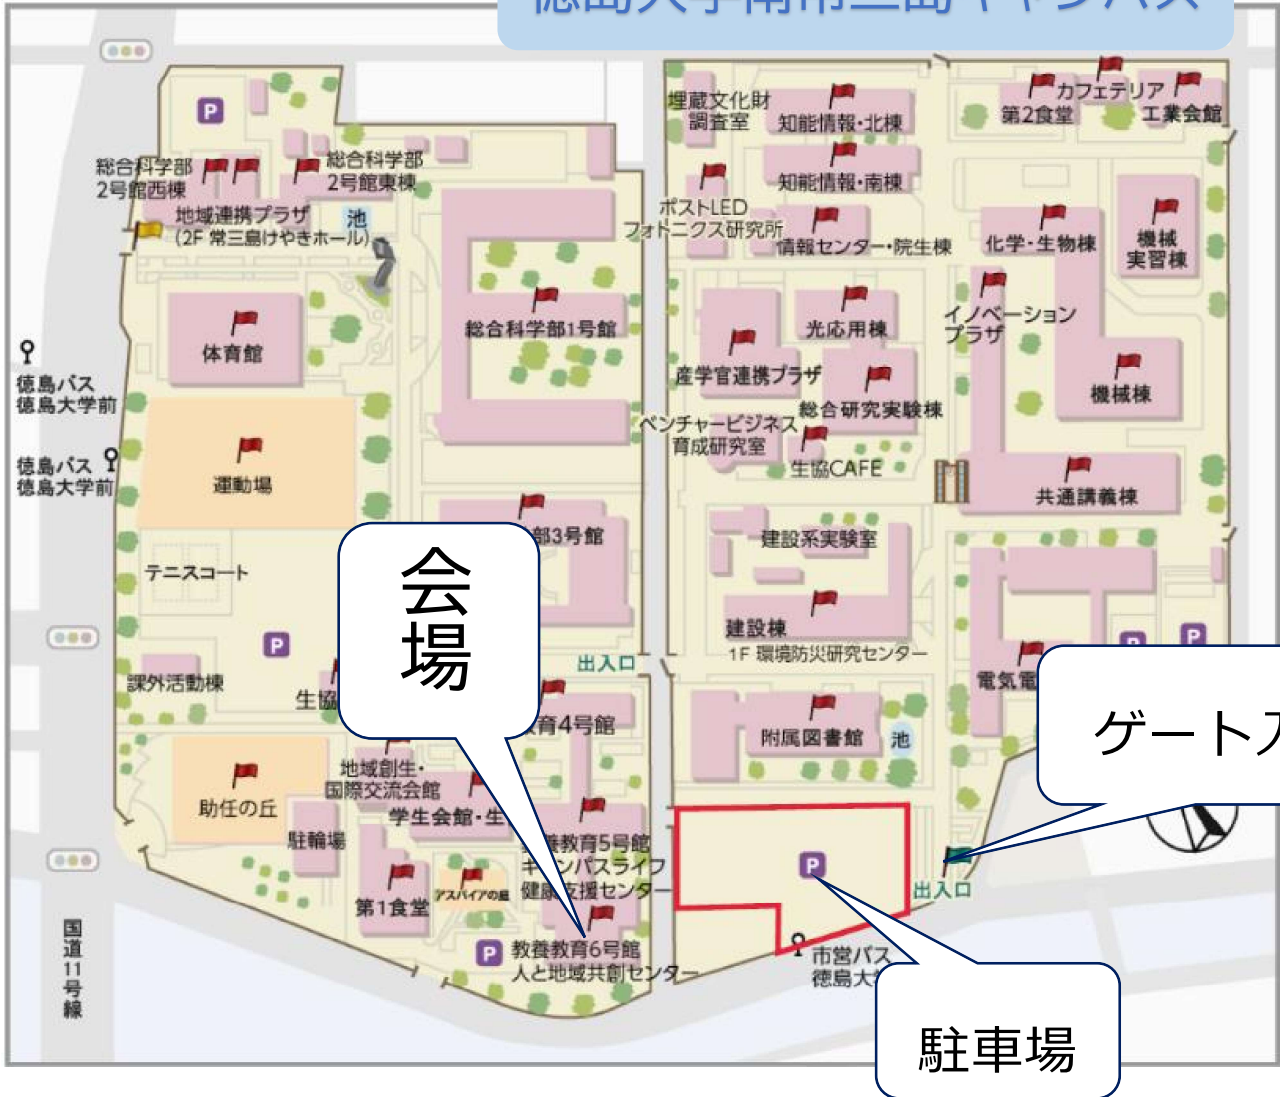 埋蔵文化財
調査室
知能情報・北棟
第2食堂
カフェテリア
工業会館
P
総合科学部
2号館西棟
総合科学部
2号館東棟
知能情報・南棟
地域連携プラザ
(2F 常三島けやきホール)
池
ポストLED
フォトニクス研究所
情報センター・院生棟
化学・生物棟
機械
実習棟
総合科学部1号館
光応用棟
イノベーション
プラザ
体育館
徳島バス
徳島大学前
産学官連携プラザ
総合研究実験棟
機械棟
ベンチャービジネス
育成研究室
生協CAFE
徳島バス
徳島大学前
運動場
共通講義棟
部3号館
建設系実験室
会場
テニスコート
建設棟
1F 環境防災研究センター
P
P
P
出入口
課外活動棟
生協
電気電
ゲート
育4号館
附属図書館
池
地域創生・
国際交流会館
助任の丘
学生会館・生
駐輪場
養教育5号館
キャンパスライフ
健康支援センター
P
出入口
第1食堂
アスパイアの庭
P
教養教育6号館
人と地域共創センター
市営バス
徳島大
国道11号線
駐車場